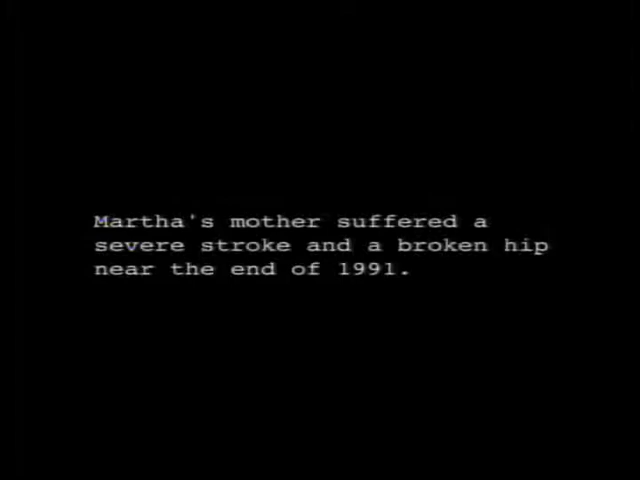 Martha's mother suffered a
severe stroke and a broken hip
near the end of 1991.